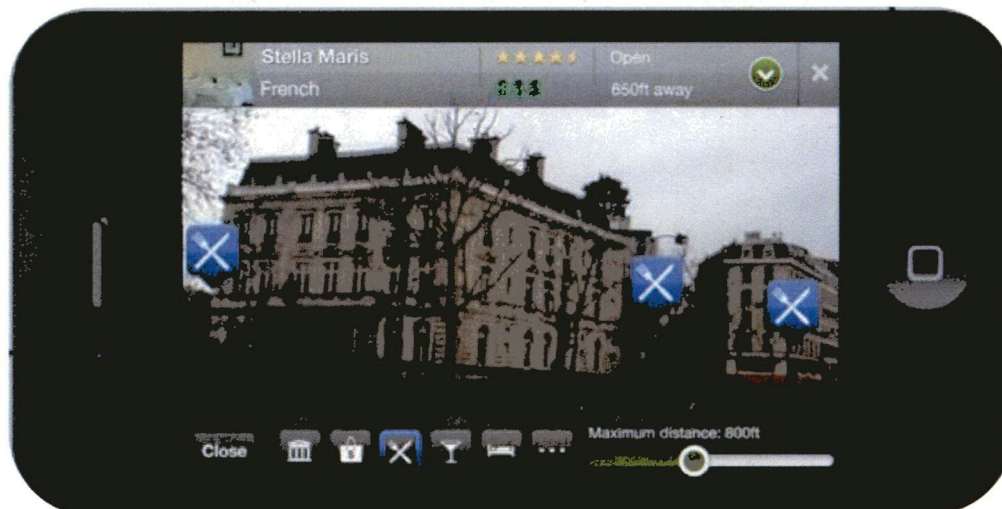 Stella Maris
Open
French
650ft away
Maximum distance: 800ft
Close